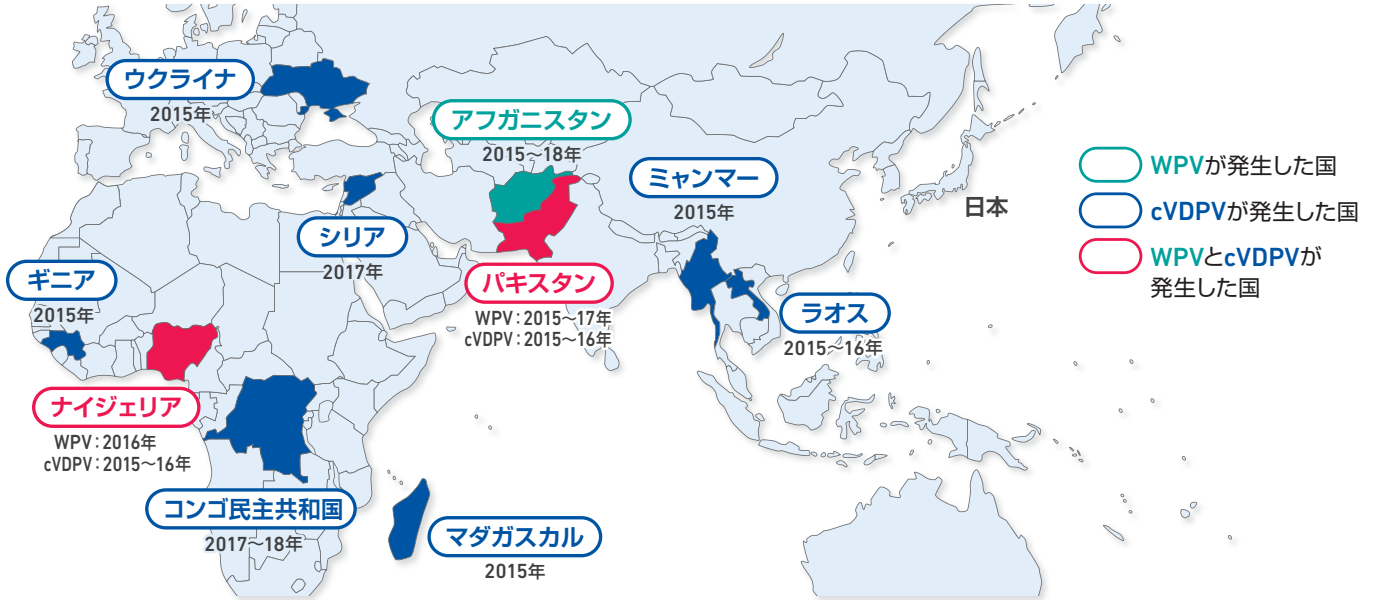 ウクライナ
2015年
アフガニスタン
2015～18年
ミャンマー
2015年
日本
シリア
2017年
ギニア
2015年
パキスタン
WPV：2015～17年
cVDPV：2015～16年
ラオス
2015～16年
ナイジェリア
WPV：2016年
cVDPV：2015～16年
コンゴ民主共和国
2017～18年
マダガスカル
2015年
WPVが発生した国
cVDPVが発生した国
WPVとcVDPVが
発生した国